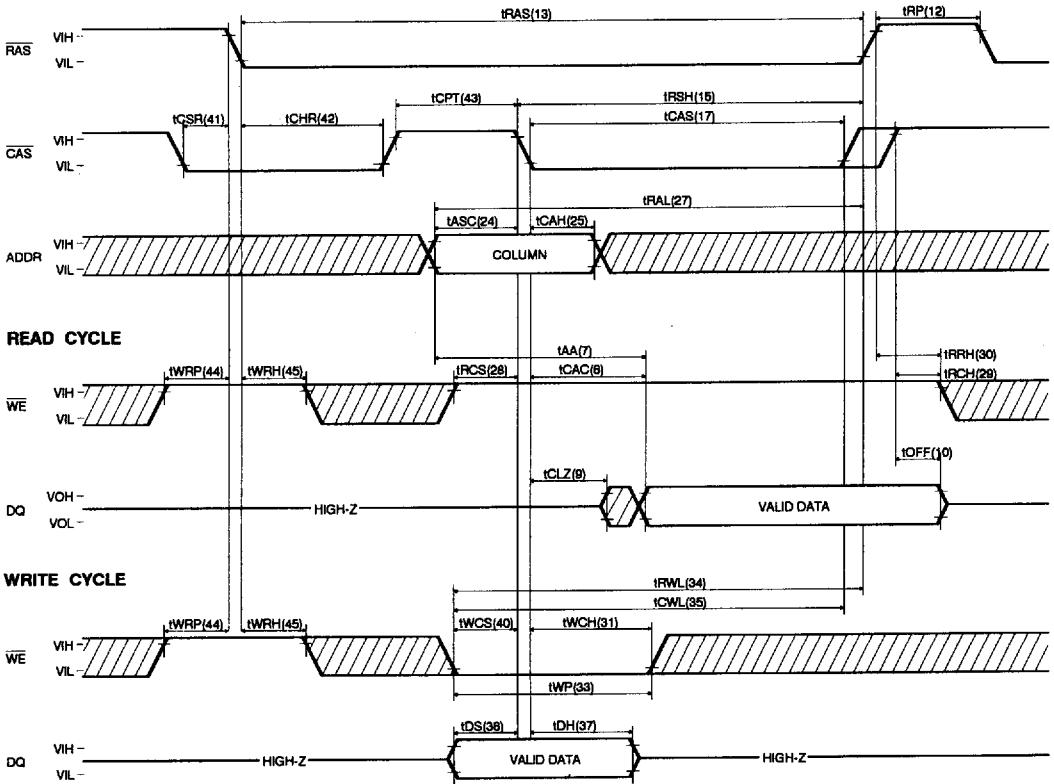 tRAS(13) tRP(12)
RAS VIH
VIL
tCPT(43) tRSH(15)
tCSR(41) tCHR(42) tCAS(17)
CAS VIH
VIL
tRAL(27)
tASC(24) tCAH(25)
ADDR VIH
VIL
COLUMN
READ CYCLE
tAA(7) tRRH(30)
tWRP(44) tWRH(45) tRCS(28) tCAC(6) tRCH(29)
WE VIH
VIL
tOFF(10)
tCLZ(9)
DQ VOH
VOL
HIGH-Z VALID DATA
WRITE CYCLE
tRWL(34)
tCWL(35)
tWRP(44) tWRH(45) tWCS(40) tWCH(31)
WE VIH
VIL
tWP(33)
tDS(36) tDH(37)
DQ VIH
VIL
HIGH-Z VALID DATA HIGH-Z